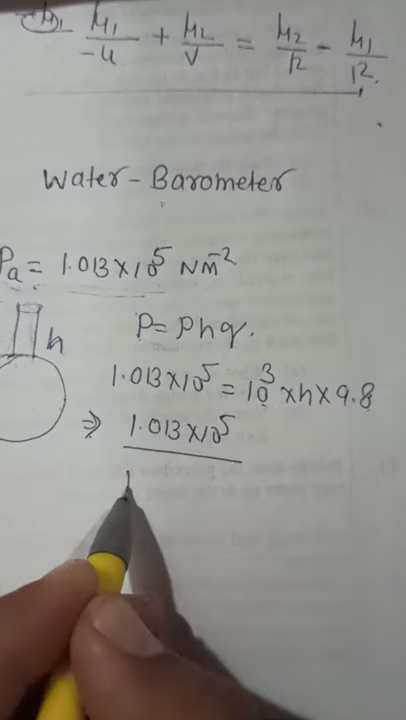 μ₁/-u + μ₂/v = μ₂/R - μ₁/R
Water-Barometer
Pa = 1.013×10⁵ Nm⁻²
h
P=ρhg.
1.013×10⁵ = 10³ ×h×9.8
⇒ 1.013×10⁵